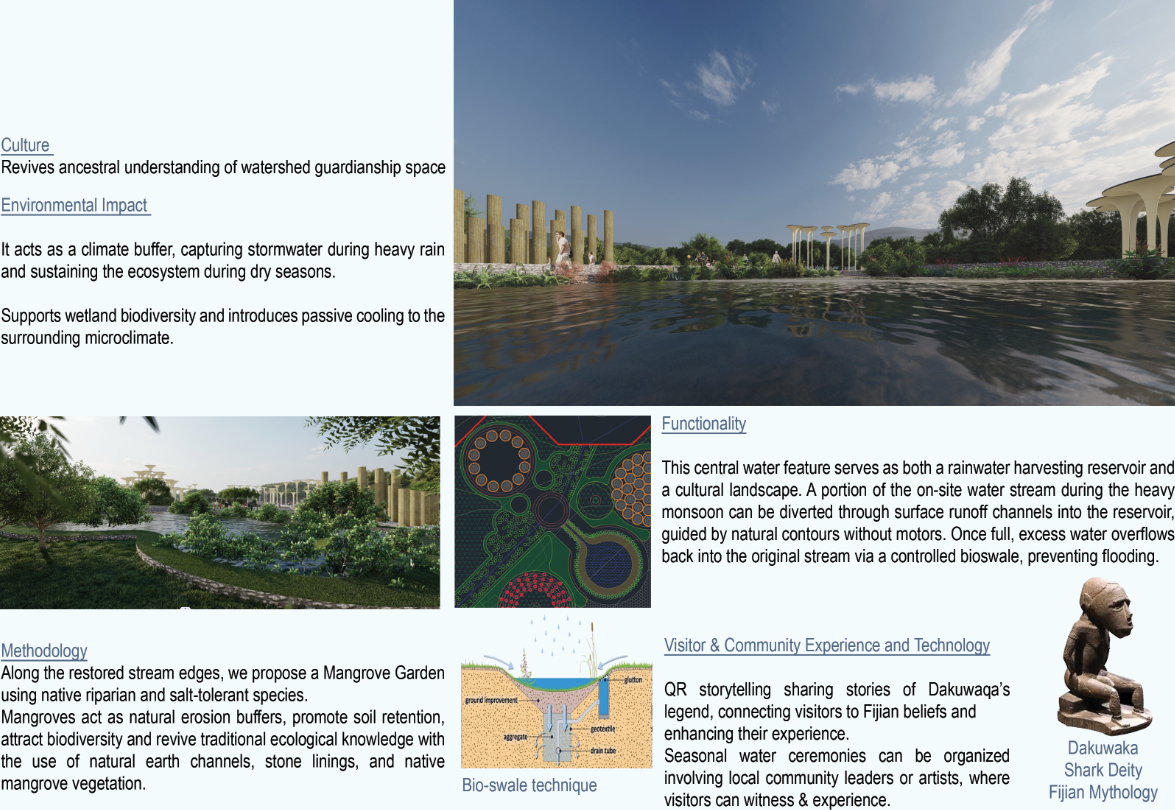 Culture
Revives ancestral understanding of watershed guardianship space
Environmental Impact
It acts as a climate buffer, capturing stormwater during heavy rain
and sustaining the ecosystem during dry seasons.
Supports wetland biodiversity and introduces passive cooling to the
surrounding microclimate.
Functionality
This central water feature serves as both a rainwater harvesting reservoir and
a cultural landscape. A portion of the on-site water stream during the heavy
monsoon can be diverted through surface runoff channels into the reservoir,
guided by natural contours without motors. Once full, excess water overflows
back into the original stream via a controlled bioswale, preventing flooding.
Methodology
Along the restored stream edges, we propose a Mangrove Garden
using native riparian and salt-tolerant species.
Mangroves act as natural erosion buffers, promote soil retention,
attract biodiversity and revive traditional ecological knowledge with
the use of natural earth channels, stone linings, and native
mangrove vegetation.
glutton
ground improvement
geotextile
aggregate
drain tube
Bio-swale technique
Visitor & Community Experience and Technology
QR storytelling sharing stories of Dakuwaqa’s
legend, connecting visitors to Fijian beliefs and
enhancing their experience.
Seasonal water ceremonies can be organized
involving local community leaders or artists, where
visitors can witness & experience.
Dakuwaka
Shark Deity
Fijian Mythology